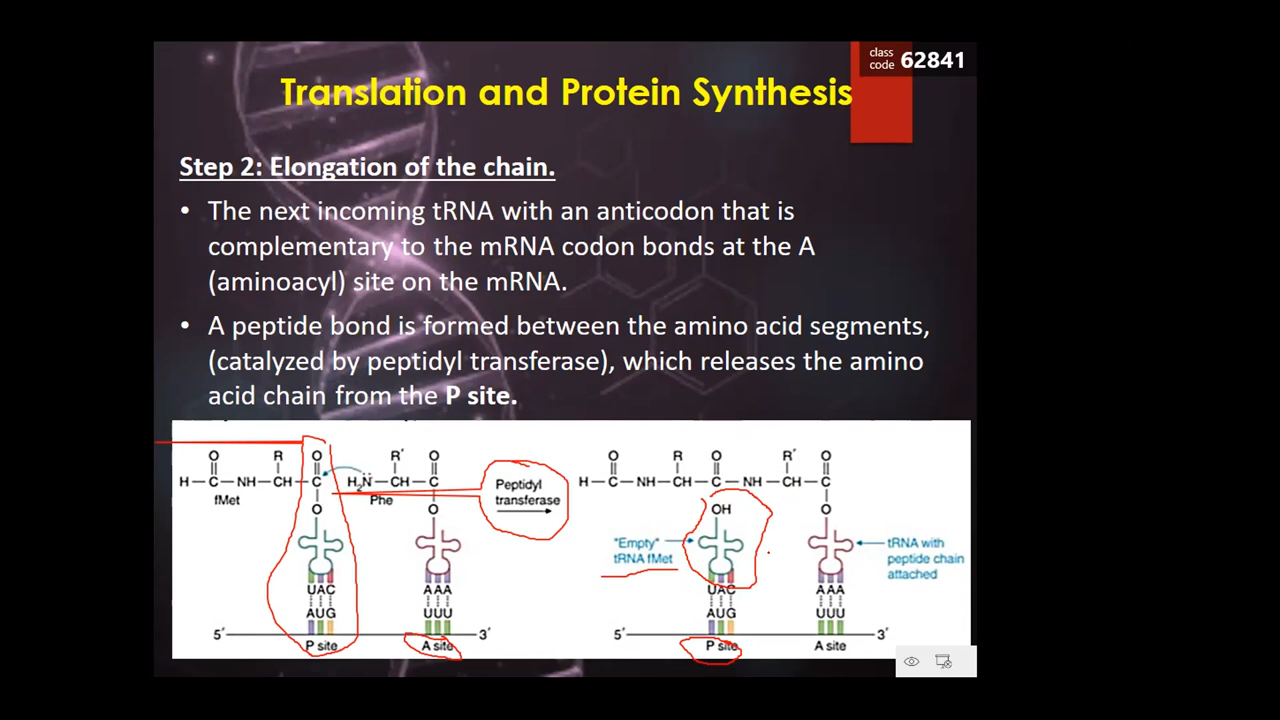 class
code 62841
Translation and Protein Synthesis
Step 2: Elongation of the chain.
• The next incoming tRNA with an anticodon that is
complementary to the mRNA codon bonds at the A
(aminoacyl) site on the mRNA.
• A peptide bond is formed between the amino acid segments,
(catalyzed by peptidyl transferase), which releases the amino
acid chain from the P site.
O R O R' O
H—C—NH—CH—C H₂N̈—CH—C
fMet Phe
O O
UAC AAA
AUG UUU
5′ 3′
P site A site
Peptidyl
transferase
O R O R' O
H—C—NH—CH—C—NH—CH—C
OH O
"Empty"
tRNA fMet
tRNA with
peptide chain
attached
UAC AAA
AUG UUU
5′ 3′
P site A site